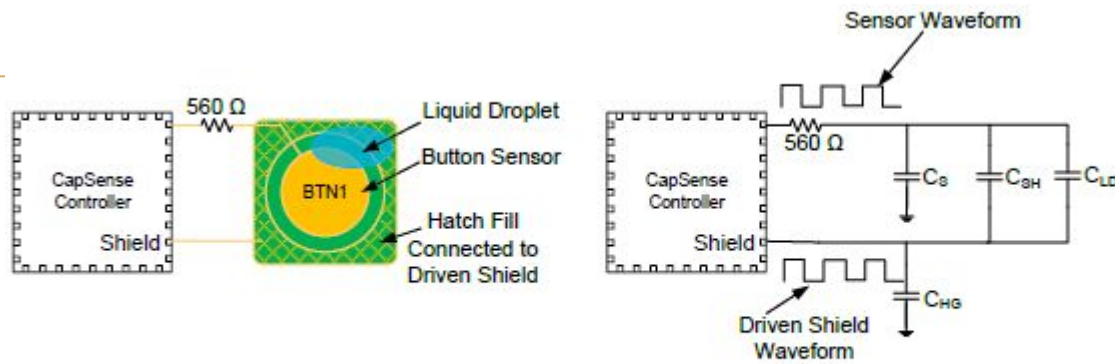 Sensor Waveform
560 Ω
Liquid Droplet
Button Sensor
BTN1
CapSense
Controller
Shield
Hatch Fill
Connected to
Driven Shield
560 Ω
CapSense
Controller
Shield
CS
CSH
CLD
CHG
Driven Shield
Waveform